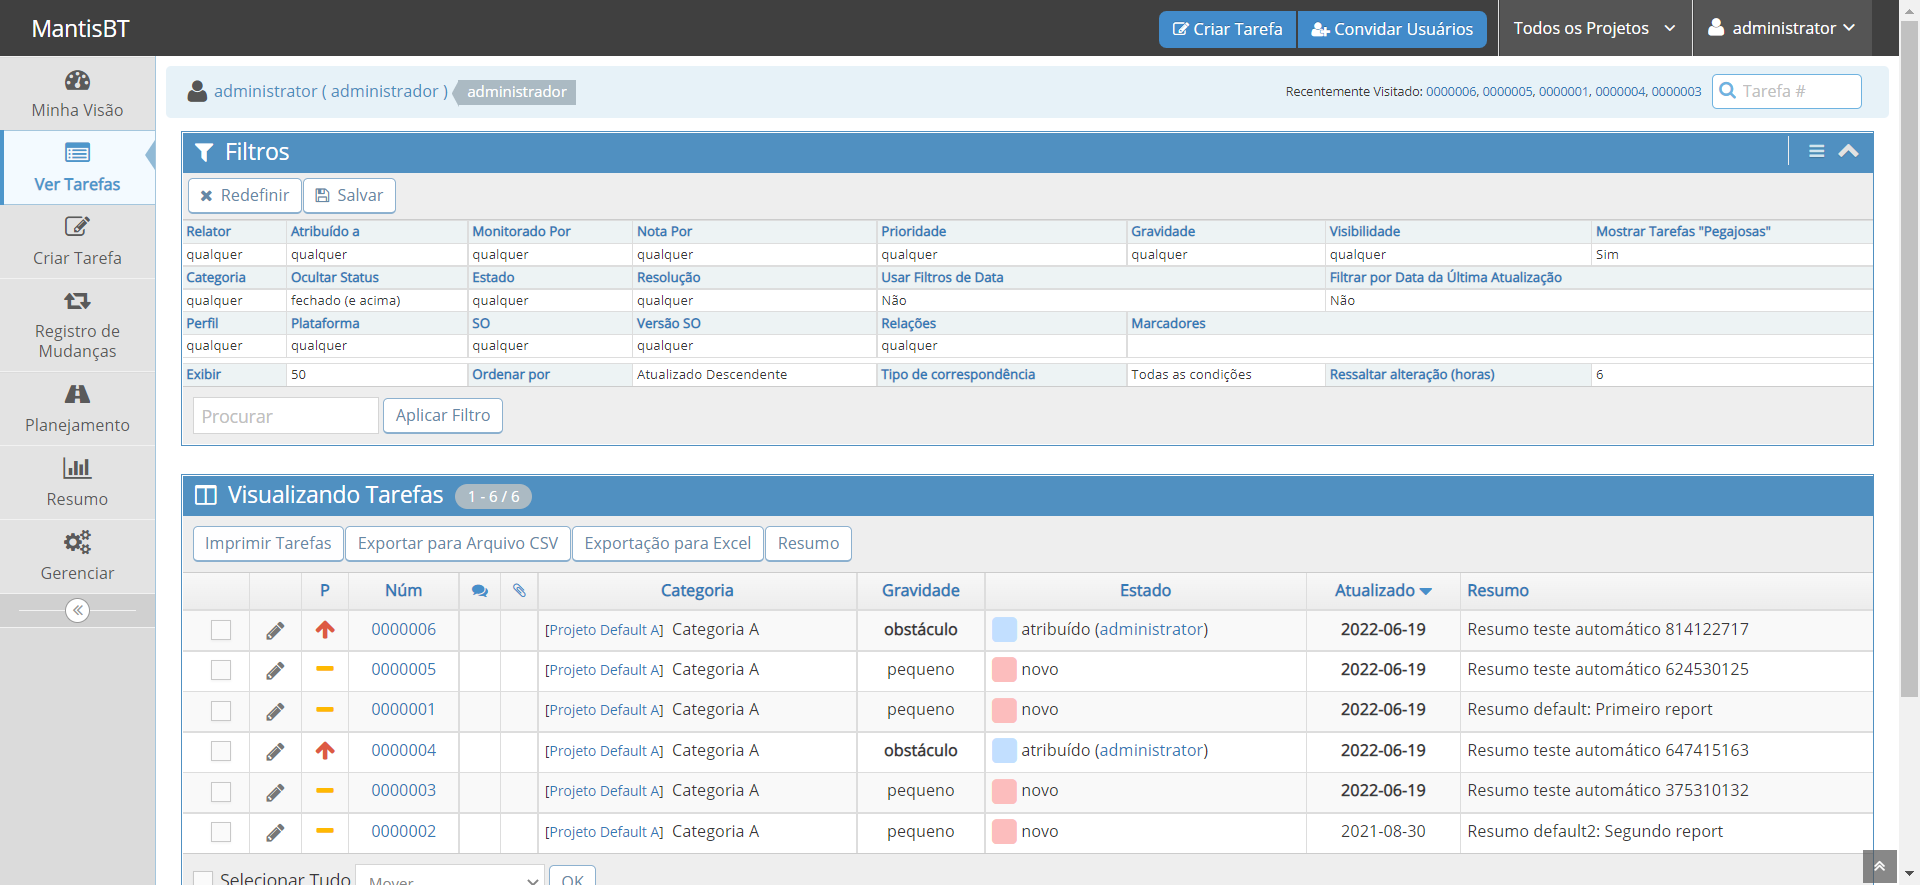 MantisBT
Criar Tarefa
Convidar Usuários
Todos os Projetos
administrator
Minha Visão
Ver Tarefas
Criar Tarefa
Registro de
Mudanças
Planejamento
Resumo
Gerenciar
administrator ( administrador ) administrador
Recentemente Visitado: 0000006, 0000005, 0000001, 0000004, 0000003
Tarefa #
Filtros
Redefinir Salvar
Relator Atribuído a Monitorado Por Nota Por Prioridade Gravidade Visibilidade Mostrar Tarefas "Pegajosas"
qualquer qualquer qualquer qualquer qualquer qualquer qualquer Sim
Categoria Ocultar Status Estado Resolução Usar Filtros de Data Filtrar por Data da Última Atualização
qualquer fechado (e acima) qualquer qualquer Não Não
Perfil Plataforma SO Versão SO Relações Marcadores
qualquer qualquer qualquer qualquer qualquer
Exibir 50 Ordenar por Atualizado Descendente Tipo de correspondência Todas as condições Ressaltar alteração (horas) 6
Procurar Aplicar Filtro
Visualizando Tarefas 1 - 6 / 6
Imprimir Tarefas Exportar para Arquivo CSV Exportação para Excel Resumo
P Núm Categoria Gravidade Estado Atualizado Resumo
0000006 [Projeto Default A] Categoria A obstáculo atribuído (administrator) 2022-06-19 Resumo teste automático 814122717
0000005 [Projeto Default A] Categoria A pequeno novo 2022-06-19 Resumo teste automático 624530125
0000001 [Projeto Default A] Categoria A pequeno novo 2022-06-19 Resumo default: Primeiro report
0000004 [Projeto Default A] Categoria A obstáculo atribuído (administrator) 2022-06-19 Resumo teste automático 647415163
0000003 [Projeto Default A] Categoria A pequeno novo 2022-06-19 Resumo teste automático 375310132
0000002 [Projeto Default A] Categoria A pequeno novo 2021-08-30 Resumo default2: Segundo report
Selecionar Tudo Mover OK